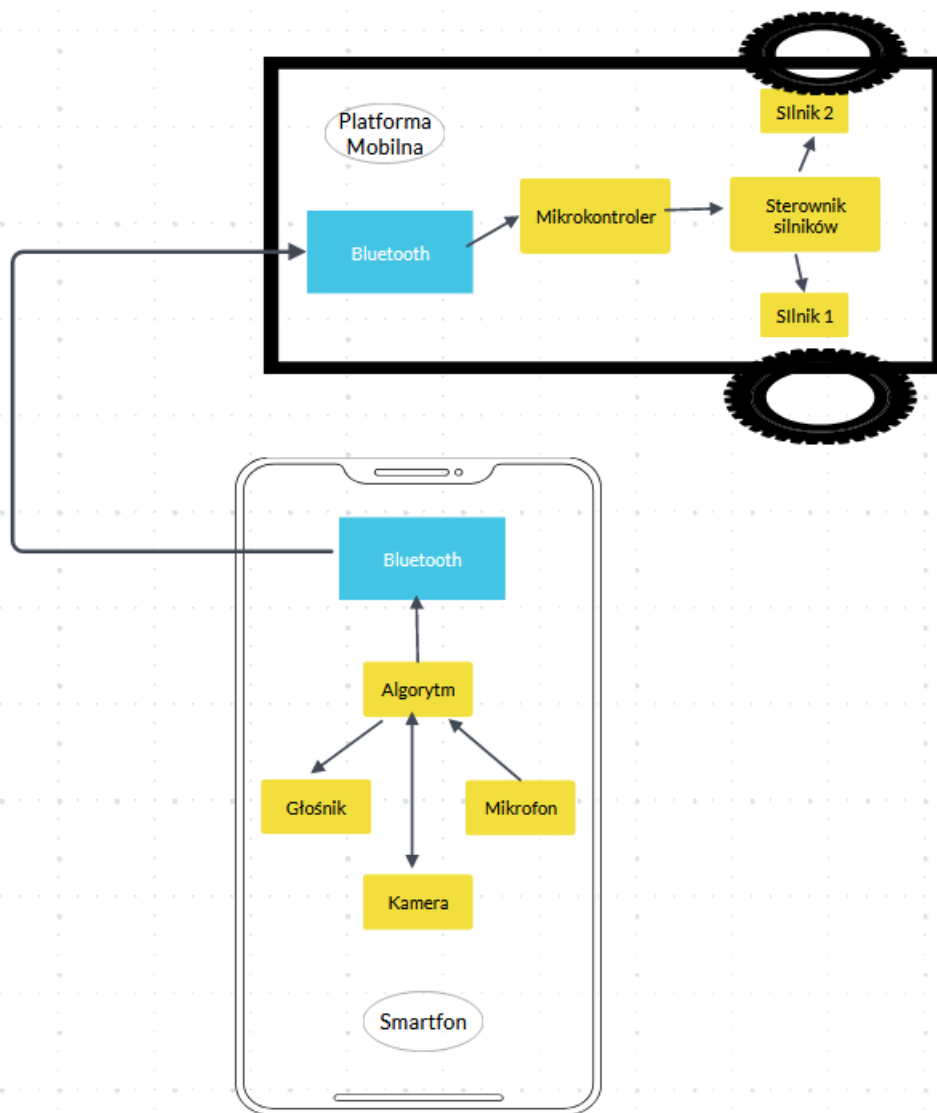 Platforma
Mobilna
SIlnik 2
Mikrokontroler
Sterownik
silników
Bluetooth
SIlnik 1
Bluetooth
Algorytm
Głośnik
Mikrofon
Kamera
Smartfon